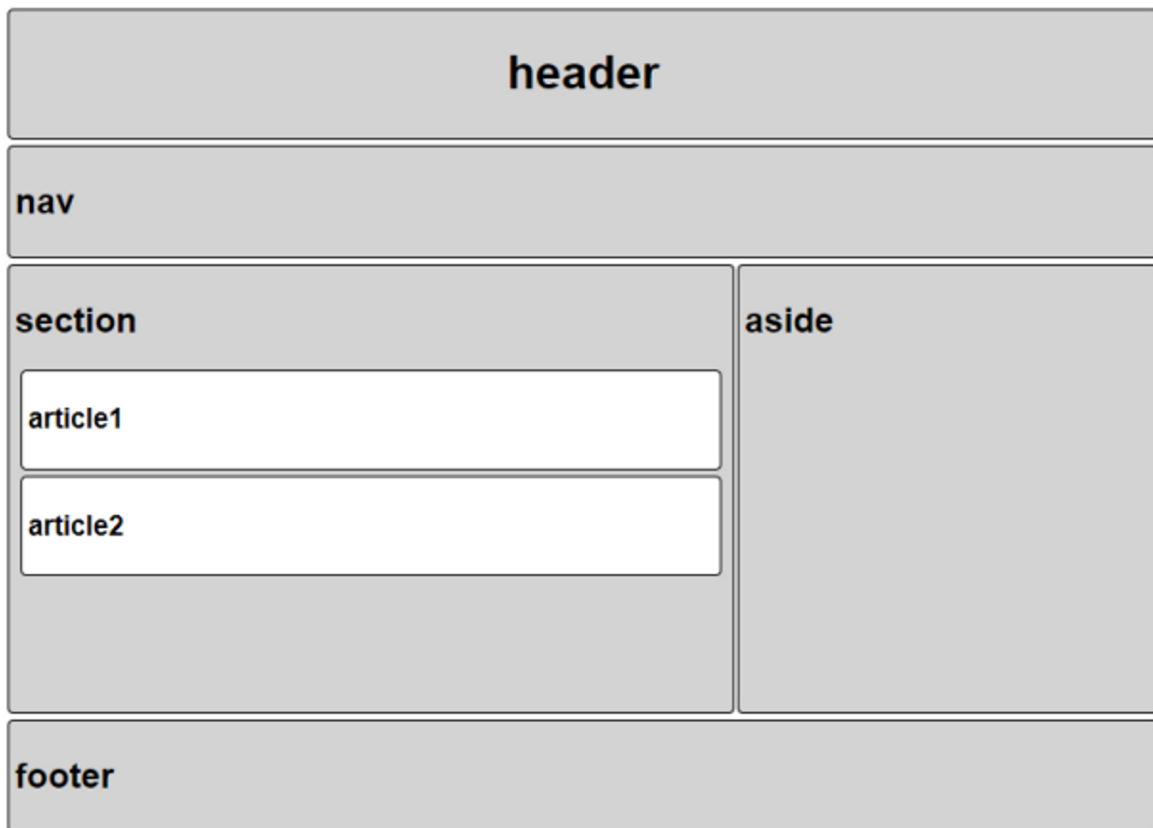 header
nav
section
aside
article1
article2
footer